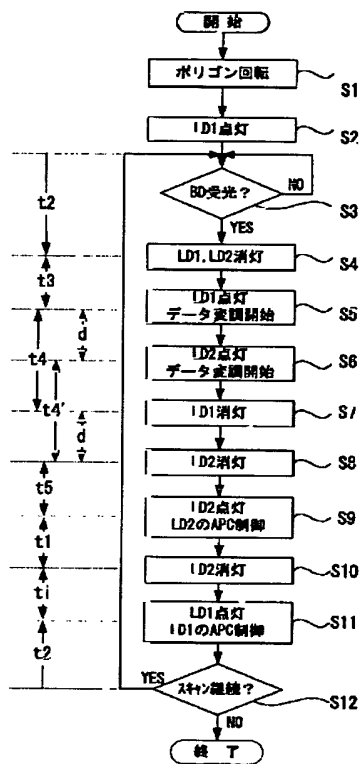 開始
ポリゴン回転
S1
LD1点灯
S2
BD受光?
NO
S3
YES
t2
LD1,LD2消灯
S4
t3
LD1点灯
データ変調開始
S5
d
t4
LD2点灯
データ変調開始
S6
t4'
LD1消灯
S7
d
LD2消灯
S8
t5
LD2点灯
LD2のAPC制御
S9
t1
LD2消灯
S10
ti
LD1点灯
LD1のAPC制御
S11
t2
YES
スキャン継続?
S12
NO
終了